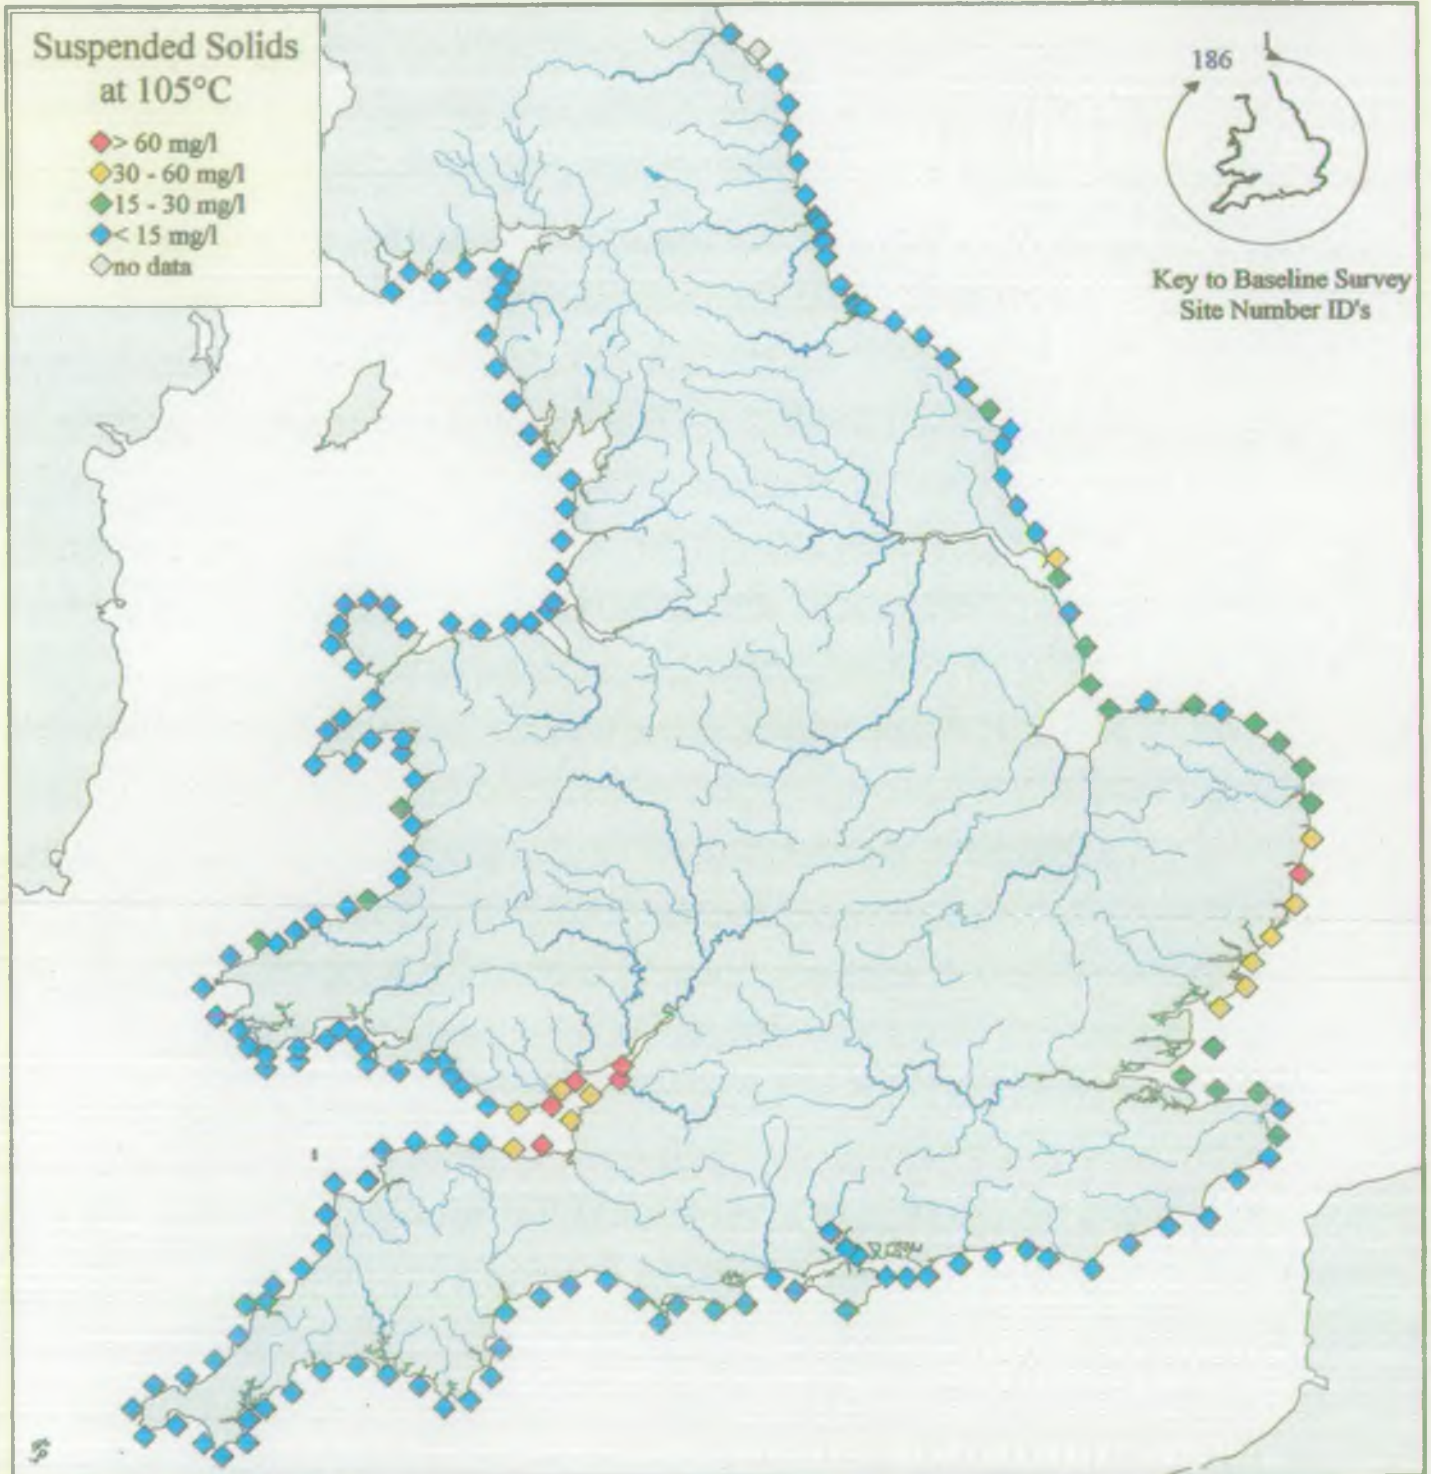 Suspended Solids
at 105°C
> 60 mg/l
30 - 60 mg/l
15 - 30 mg/l
< 15 mg/l
no data
1
186
Key to Baseline Survey
Site Number ID's